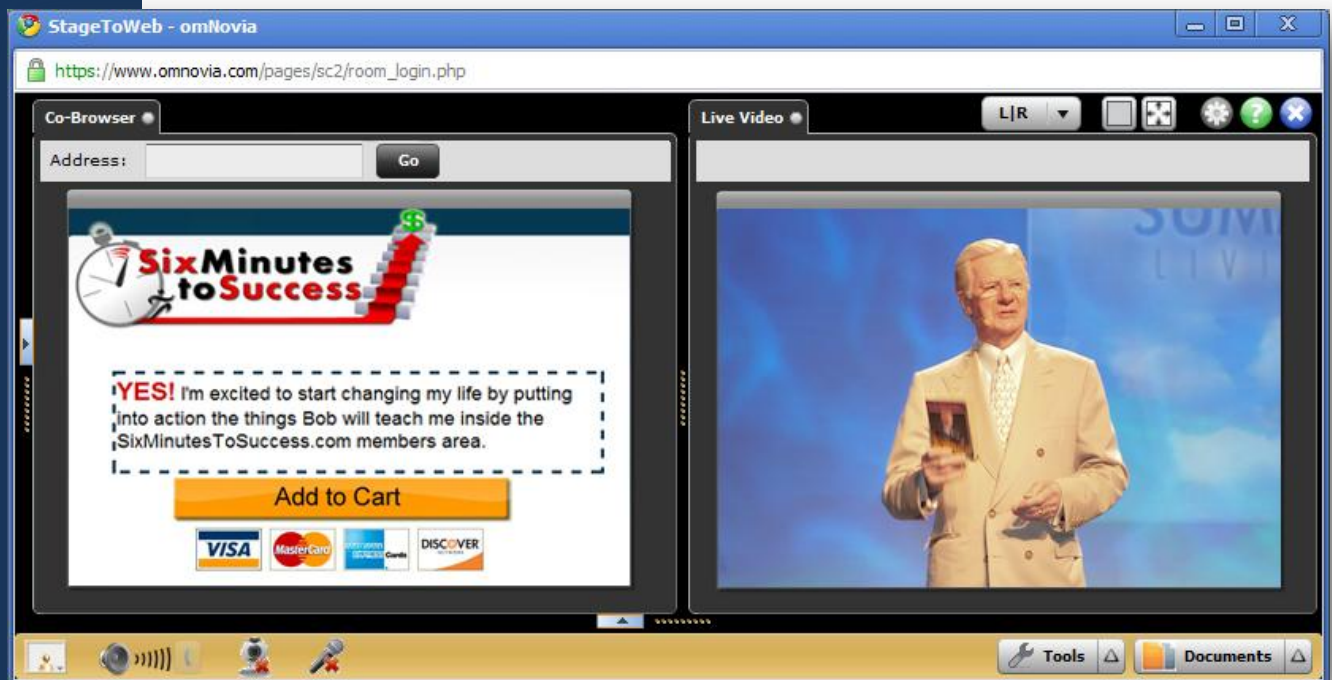 StageToWeb - omNovia
https://www.omnovia.com/pages/sc2/room_login.php
Co-Browser
Live Video
L|R
Address:
Go
SixMinutes
toSuccess
YES! I'm excited to start changing my life by putting
into action the things Bob will teach me inside the
SixMinutesToSuccess.com members area.
Add to Cart
VISA
MasterCard
Cards
DISCOVER
LIVI
Tools
Documents